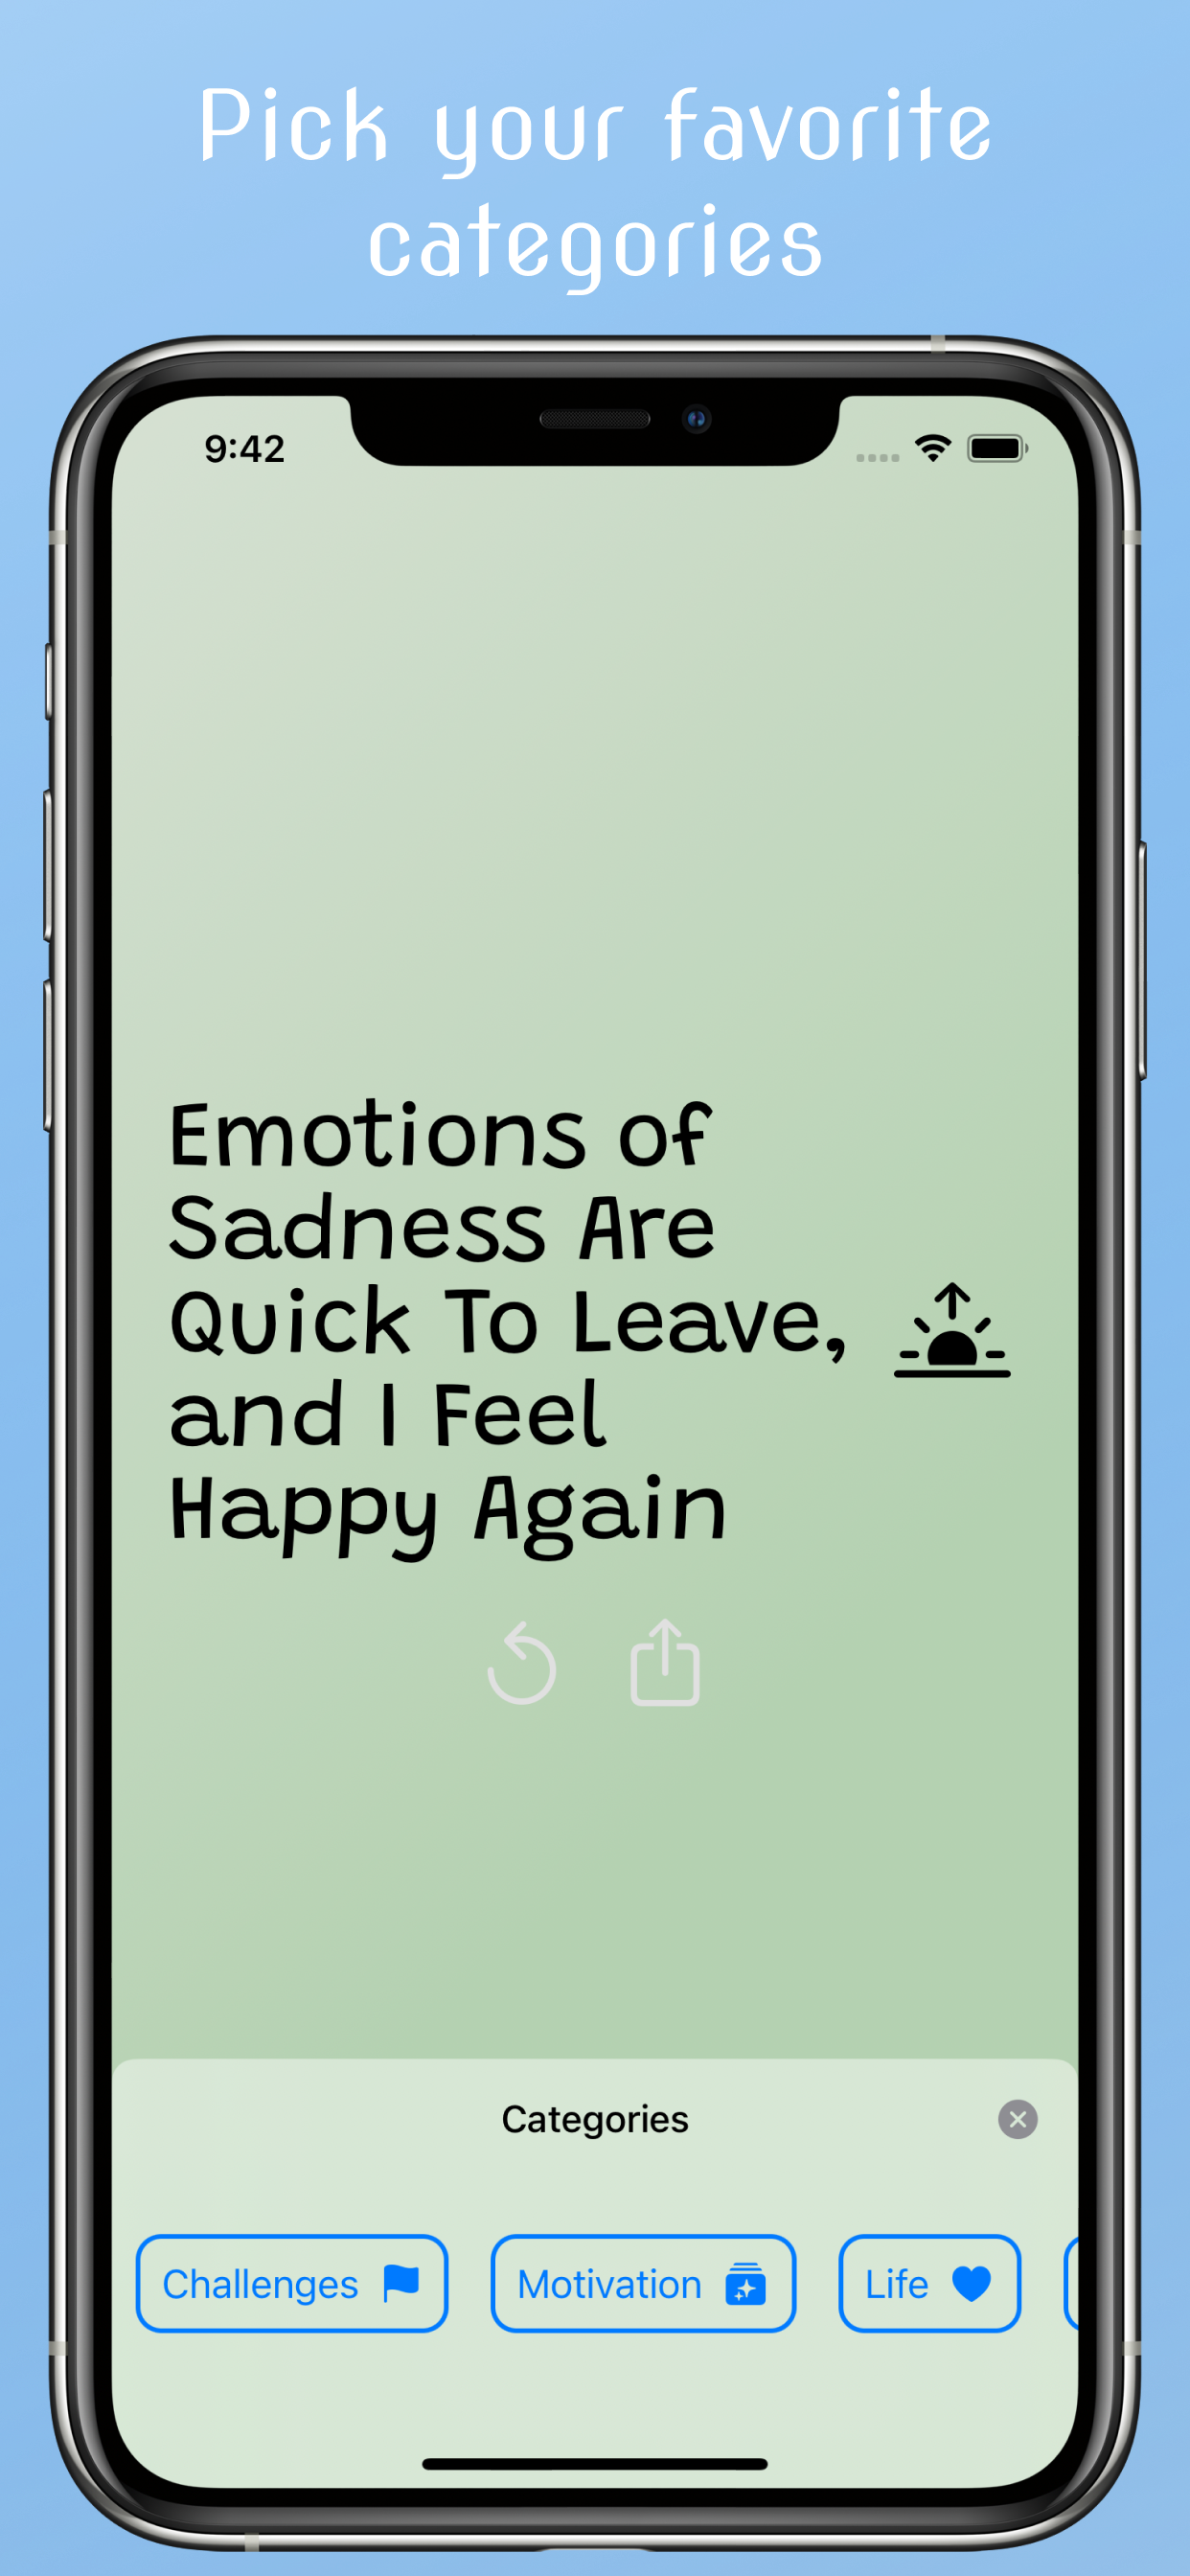 Pick your favorite
categories
9:42
Emotions of
Sadness Are
Quick To Leave,
and I Feel
Happy Again
Categories
Challenges
Motivation
Life